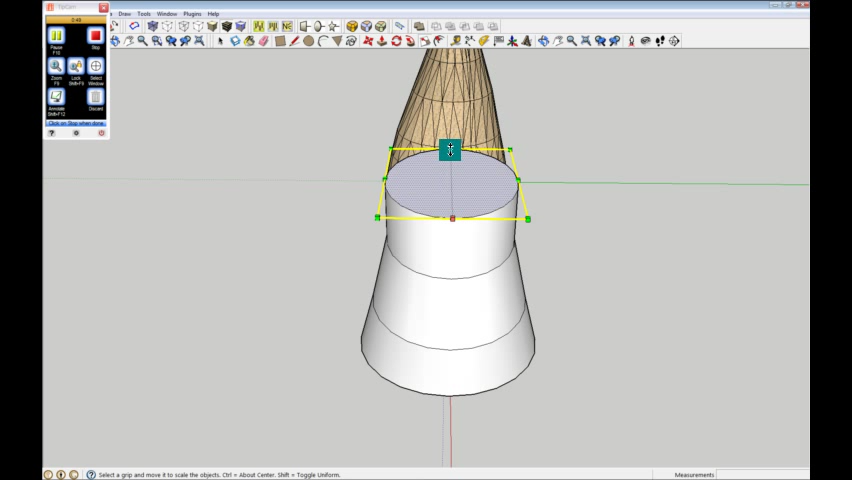 TipCam
0:49
Pause
F10
Stop
Zoom
F9
Lock
Shift+F9
Select
Window
Annotate
Shift+F12
Discard
Click on Stop when done
Draw Tools Window Plugins Help
Select a grip and move it to scale the objects. Ctrl = About Center. Shift = Toggle Uniform.
Measurements